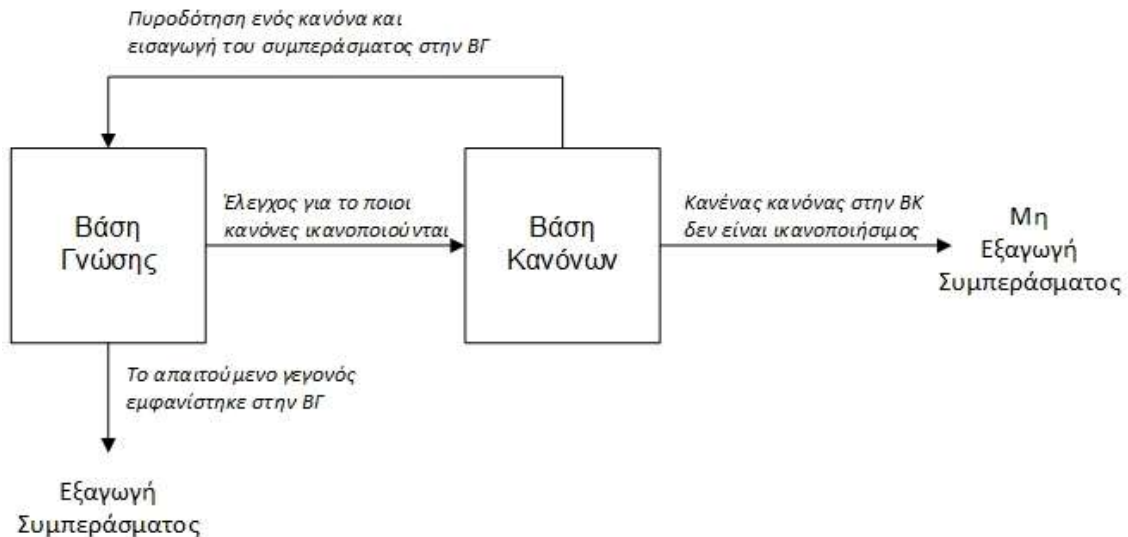 Πυροδότηση ενός κανόνα και
εισαγωγή του συμπεράσματος στην ΒΓ
Βάση
Γνώσης
Έλεγχος για το ποιοι
κανόνες ικανοποιούνται
Βάση
Κανόνων
Κανένας κανόνας στην ΒΚ
δεν είναι ικανοποιήσιμος
Μη
Εξαγωγή
Συμπεράσματος
Το απαιτούμενο γεγονός
εμφανίστηκε στην ΒΓ
Εξαγωγή
Συμπεράσματος